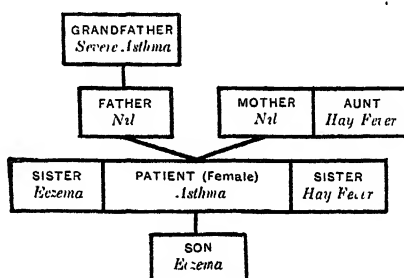 GRANDFATHER
Severe Asthma
FATHER
Nil
MOTHER
Nil
AUNT
Hay Fever
SISTER
Eczema
PATIENT (Female)
Asthma
SISTER
Hay Fever
SON
Eczema